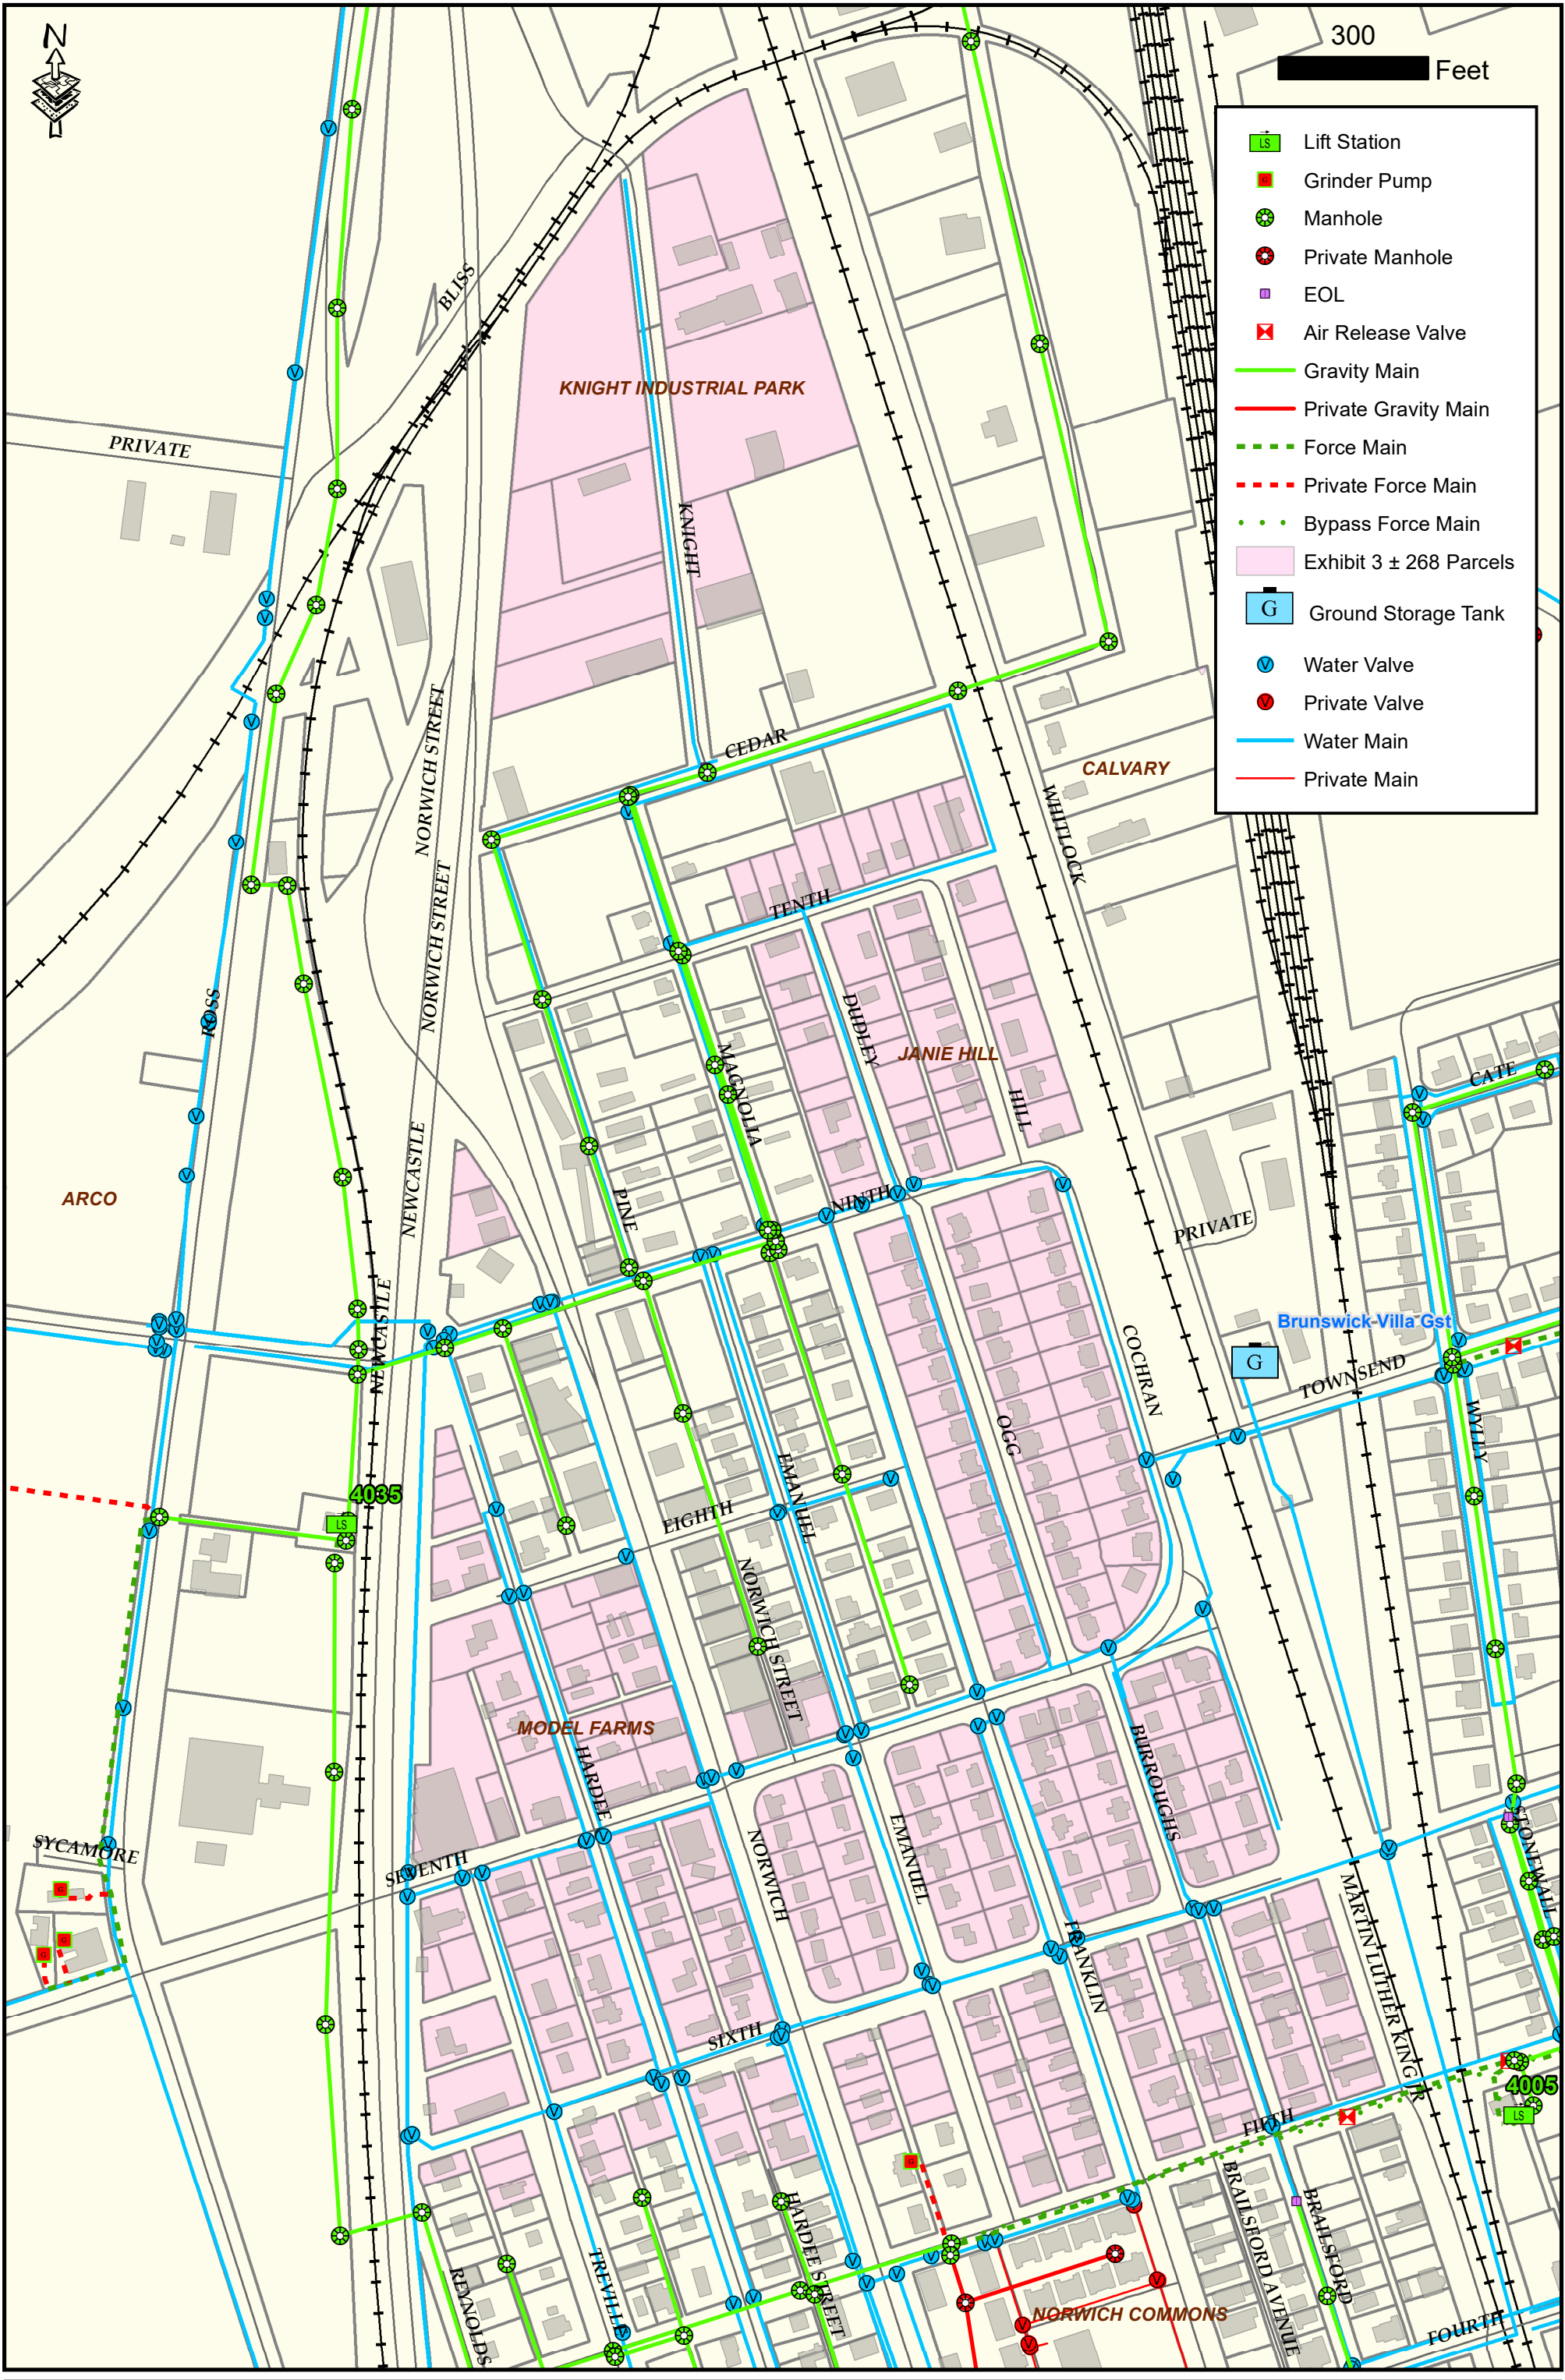 N
300
Feet
LS Lift Station
G Grinder Pump
Manhole
Private Manhole
EOL
Air Release Valve
Gravity Main
Private Gravity Main
Force Main
Private Force Main
Bypass Force Main
Exhibit 3 ± 268 Parcels
G Ground Storage Tank
V Water Valve
V Private Valve
Water Main
Private Main
BLISS
KNIGHT INDUSTRIAL PARK
PRIVATE
KNIGHT
NORWICH STREET
CEDAR
CALVARY
WHITLOCK
NORWICH STREET
TENTH
ROSS
DUDLEY
JANIE HILL
MAGNOLIA
HILL
CATE
NEWCASTLE
ARCO
PINE
NINTH
PRIVATE
NEWCASTLE
Brunswick Villa Gst
G
COCHRAN
TOWNSEND
WYLLY
OGG
4035
LS
EMANUEL
EIGHTH
NORWICH STREET
MODEL FARMS
HARDEE
BURROUGHS
STONEWALL
SYCAMORE
SEVENTH
NORWICH
EMANUEL
MARTIN LUTHER KING JR
FRANKLIN
SIXTH
4005
LS
FIFTH
BRAILSFORD AVENUE
BRAILSFORD
HARDEE STREET
TREVILLE
REYNOLDS
NORWICH COMMONS
FOURTH